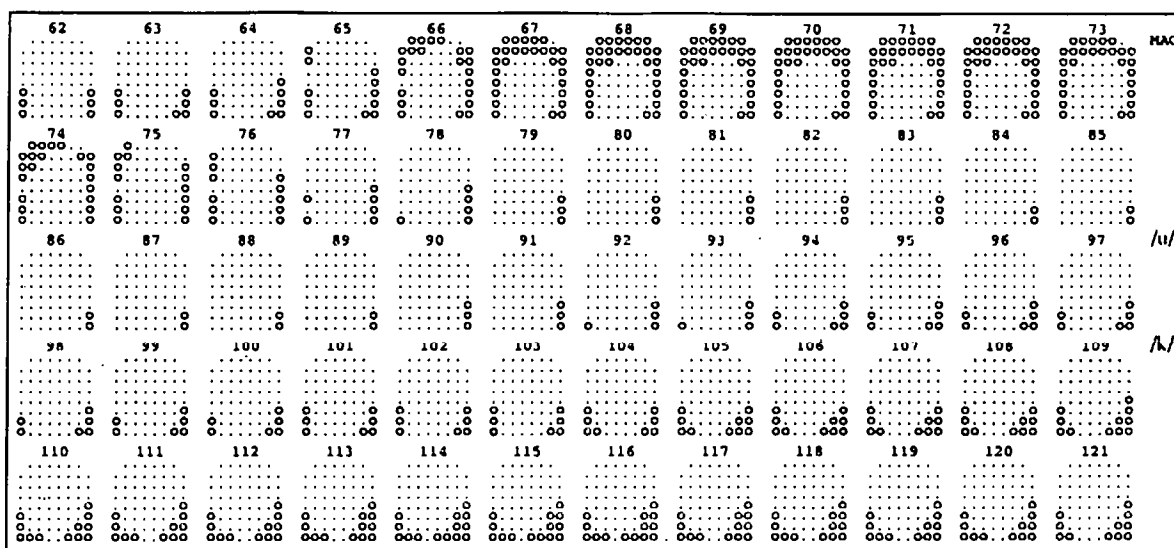 62 63 64 65 66 67 68 69 70 71 72 73 MAC
74 75 76 77 78 79 80 81 82 83 84 85
86 87 88 89 90 91 92 93 94 95 96 97 /u/
98 99 100 101 102 103 104 105 106 107 108 109 /k/
110 111 112 113 114 115 116 117 118 119 120 121